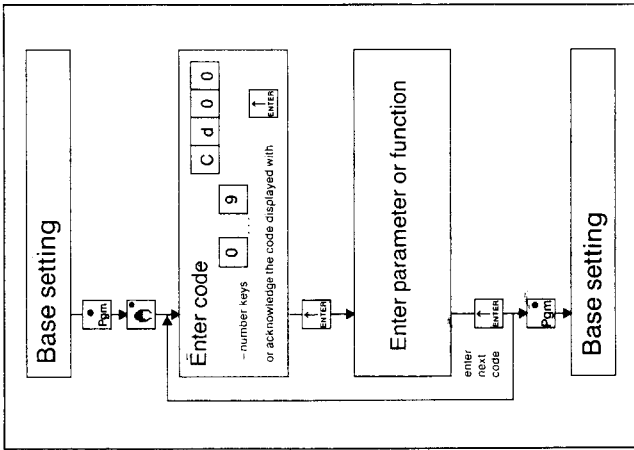 Base setting
Pgm
Enter code
C d 0 0
– number keys 0 ... 9
or acknowledge the code displayed with ENTER
ENTER
Enter parameter or function
enter
next
code
ENTER
Pgm
Base setting